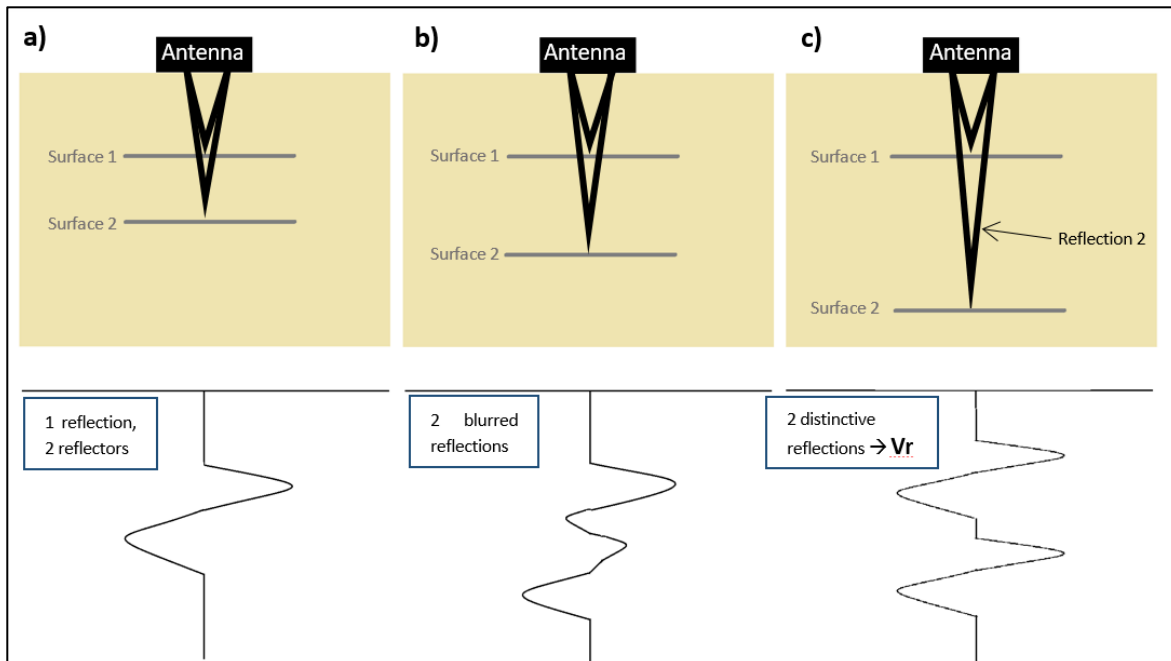 a)
Antenna
Surface 1
Surface 2
1 reflection,
2 reflectors
b)
Antenna
Surface 1
Surface 2
2 blurred
reflections
c)
Antenna
Surface 1
Reflection 2
Surface 2
2 distinctive
reflections → Vr